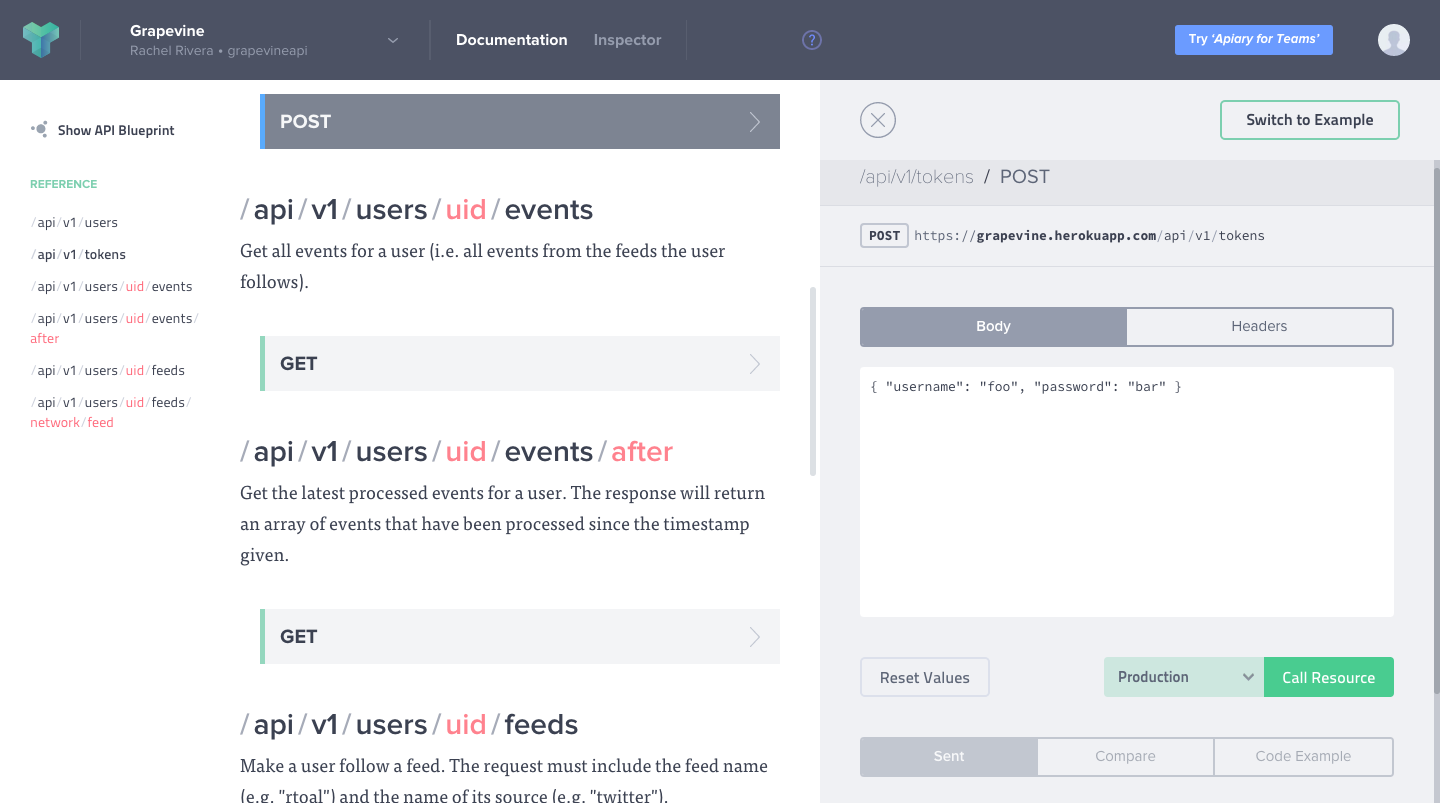 Grapevine
Rachel Rivera • grapevineapi
Documentation
Inspector
?
Try ‘Apiary for Teams’
Show API Blueprint
REFERENCE
/api/v1/users
/api/v1/tokens
/api/v1/users/uid/events
/api/v1/users/uid/events/
after
/api/v1/users/uid/feeds
/api/v1/users/uid/feeds/
network/feed
POST
/api/v1/users/uid/events
Get all events for a user (i.e. all events from the feeds the user
follows).
GET
/api/v1/users/uid/events/after
Get the latest processed events for a user. The response will return
an array of events that have been processed since the timestamp
given.
GET
/api/v1/users/uid/feeds
Make a user follow a feed. The request must include the feed name
(e.g. "rtoal") and the name of its source (e.g. "twitter").
Switch to Example
/api/v1/tokens / POST
POST https://grapevine.herokuapp.com/api/v1/tokens
Body
Headers
{ "username": "foo", "password": "bar" }
Reset Values
Production
Call Resource
Sent
Compare
Code Example